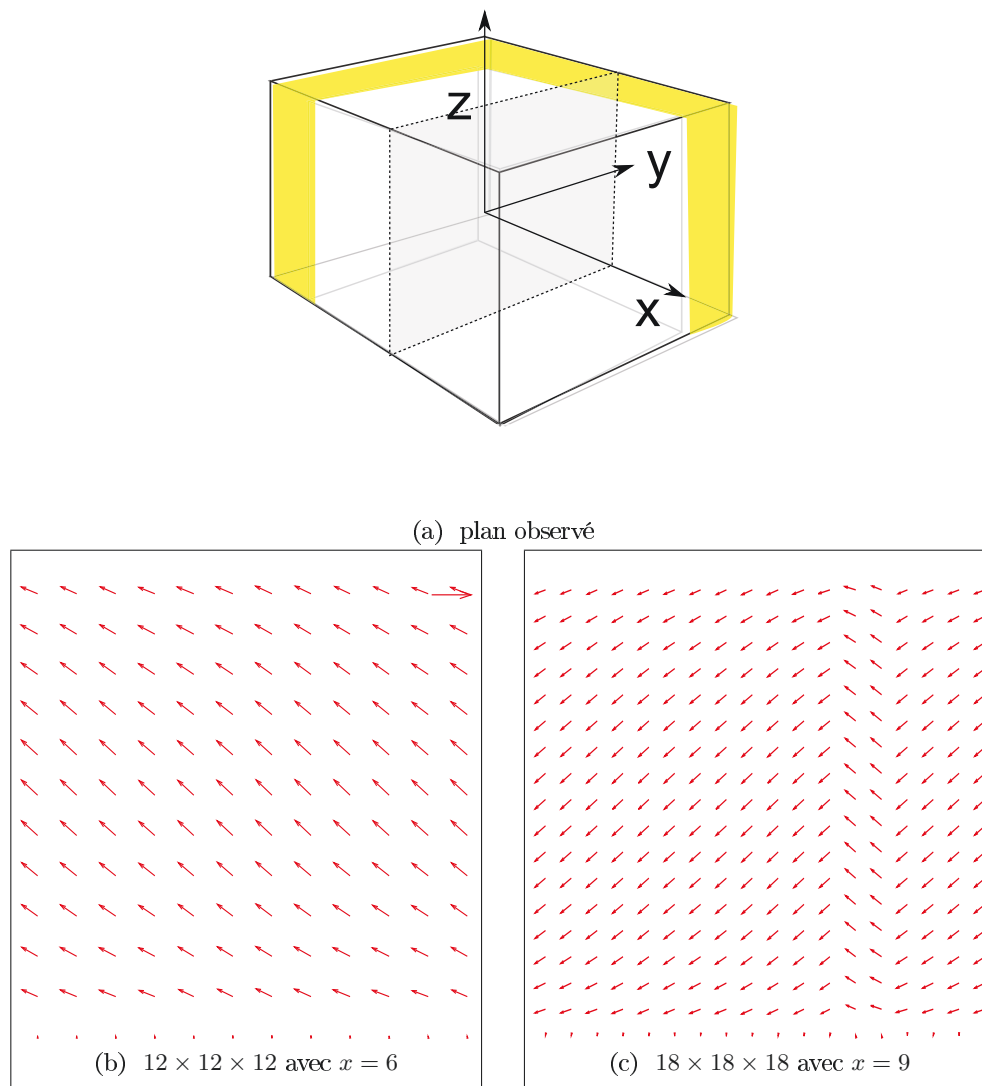 z
y
x
(a) plan observé
(b) 12 × 12 × 12 avec x = 6
(c) 18 × 18 × 18 avec x = 9